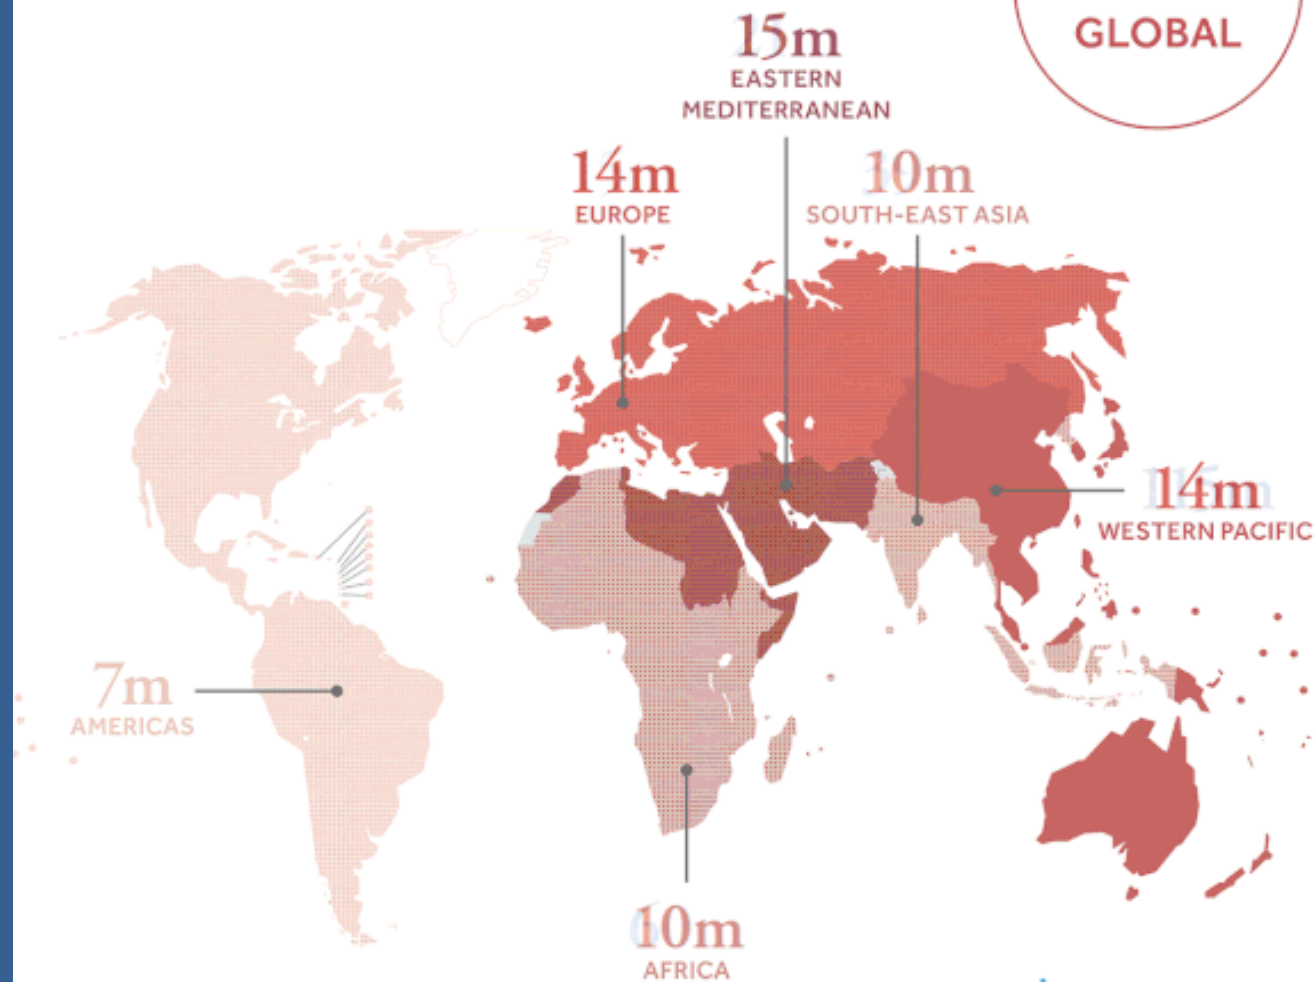 GLOBAL
15m
EASTERN
MEDITERRANEAN
14m
EUROPE
10m
SOUTH-EAST ASIA
14m
WESTERN PACIFIC
7m
AMERICAS
10m
AFRICA